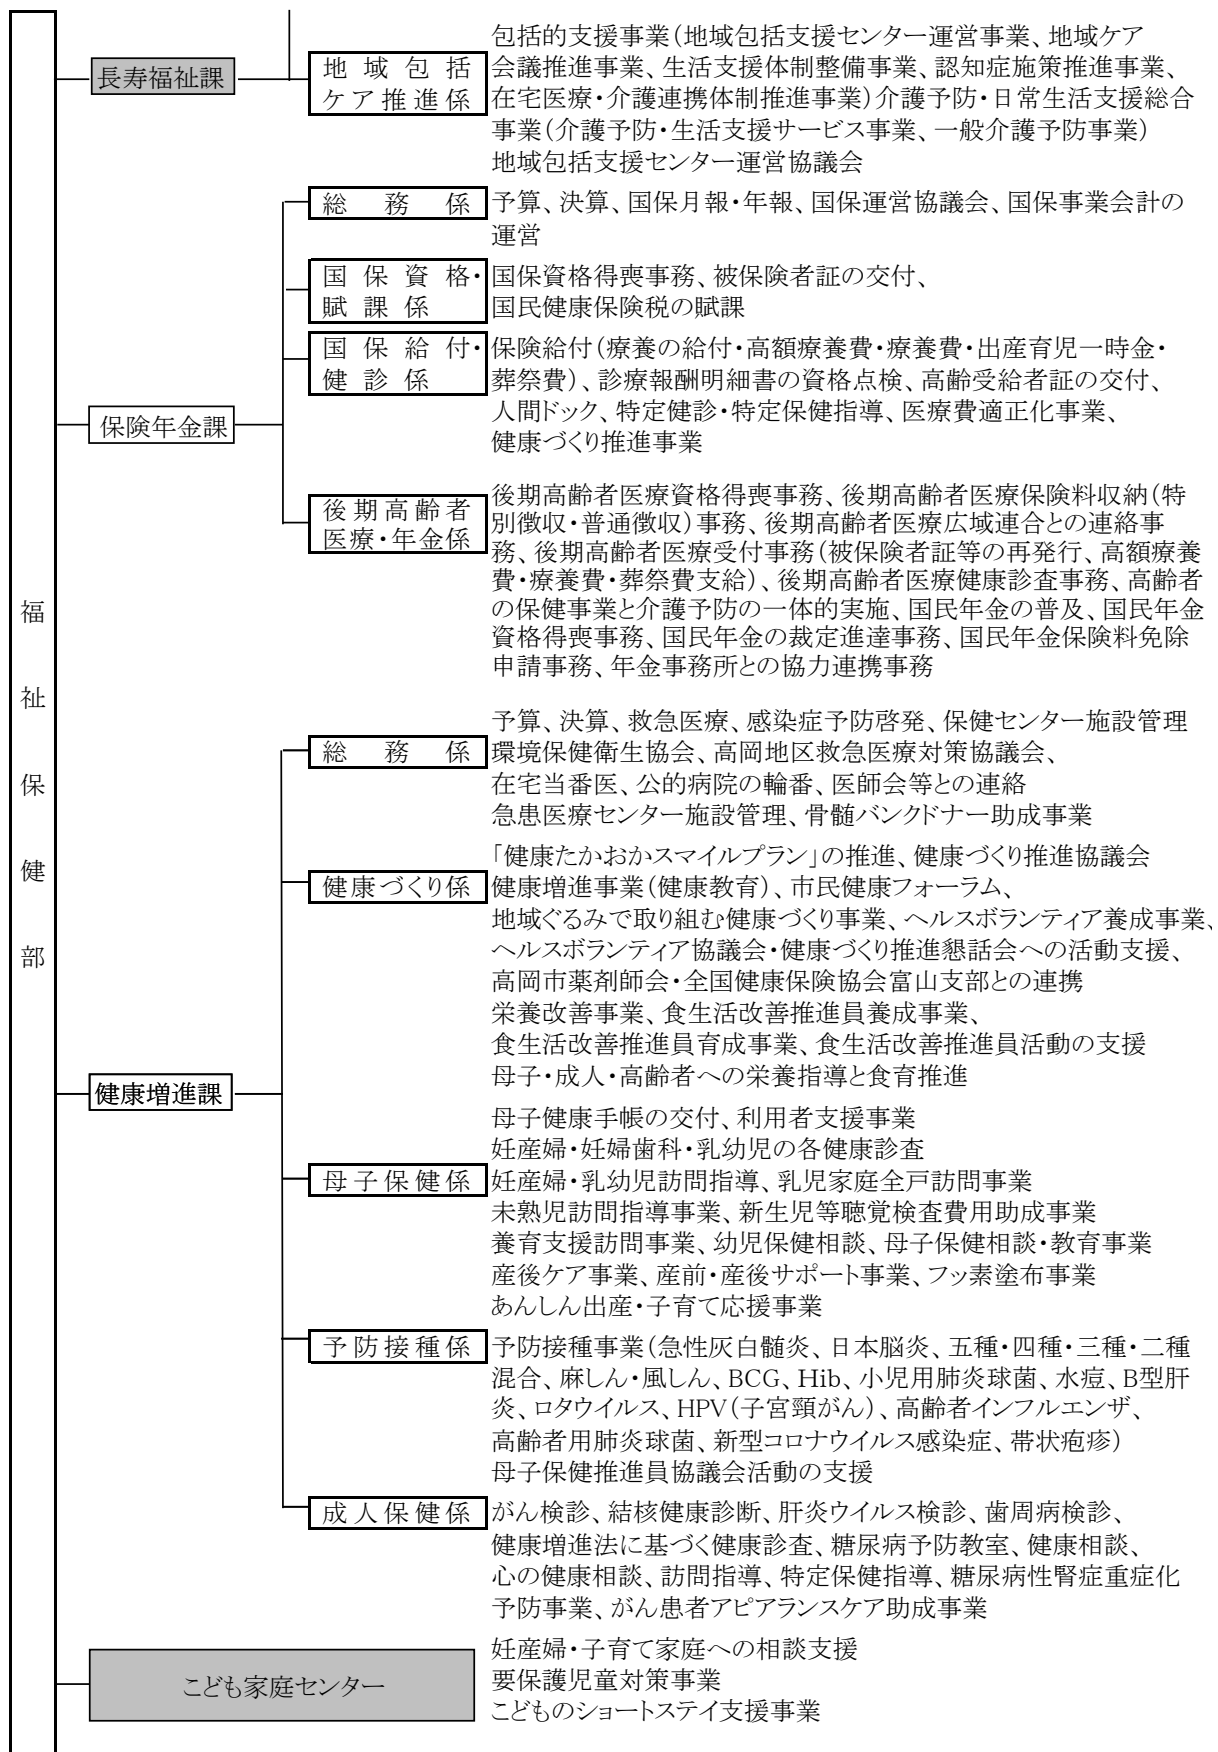 福祉保健部
長寿福祉課
地域包括
ケア推進係
包括的支援事業(地域包括支援センター運営事業、地域ケア
会議推進事業、生活支援体制整備事業、認知症施策推進事業、
在宅医療・介護連携体制推進事業)介護予防・日常生活支援総合
事業(介護予防・生活支援サービス事業、一般介護予防事業)
地域包括支援センター運営協議会
保険年金課
総務係
予算、決算、国保月報・年報、国保運営協議会、国保事業会計の
運営
国保資格・
賦課係
国保資格得喪事務、被保険者証の交付、
国民健康保険税の賦課
国保給付・
健診係
保険給付(療養の給付・高額療養費・療養費・出産育児一時金・
葬祭費)、診療報酬明細書の資格点検、高齢受給者証の交付、
人間ドック、特定健診・特定保健指導、医療費適正化事業、
健康づくり推進事業
後期高齢者
医療・年金係
後期高齢者医療資格得喪事務、後期高齢者医療保険料収納(特
別徴収・普通徴収)事務、後期高齢者医療広域連合との連絡事
務、後期高齢者医療受付事務(被保険者証等の再発行、高額療養
費・療養費・葬祭費支給)、後期高齢者医療健康診査事務、高齢者
の保健事業と介護予防の一体的実施、国民年金の普及、国民年金
資格得喪事務、国民年金の裁定進達事務、国民年金保険料免除
申請事務、年金事務所との協力連携事務
健康増進課
総務係
予算、決算、救急医療、感染症予防啓発、保健センター施設管理
環境保健衛生協会、高岡地区救急医療対策協議会、
在宅当番医、公的病院の輪番、医師会等との連絡
急患医療センター施設管理、骨髄バンクドナー助成事業
健康づくり係
「健康たかおかスマイルプラン」の推進、健康づくり推進協議会
健康増進事業(健康教育)、市民健康フォーラム、
地域ぐるみで取り組む健康づくり事業、ヘルスボランティア養成事業、
ヘルスボランティア協議会・健康づくり推進懇話会への活動支援、
高岡市薬剤師会・全国健康保険協会富山支部との連携
栄養改善事業、食生活改善推進員養成事業、
食生活改善推進員育成事業、食生活改善推進員活動の支援
母子・成人・高齢者への栄養指導と食育推進
母子保健係
母子健康手帳の交付、利用者支援事業
妊産婦・妊婦歯科・乳幼児の各健康診査
妊産婦・乳幼児訪問指導、乳児家庭全戸訪問事業
未熟児訪問指導事業、新生児等聴覚検査費用助成事業
養育支援訪問事業、幼児保健相談、母子保健相談・教育事業
産後ケア事業、産前・産後サポート事業、フッ素塗布事業
あんしん出産・子育て応援事業
予防接種係
予防接種事業(急性灰白髄炎、日本脳炎、五種・四種・三種・二種
混合、麻しん・風しん、BCG、Hib、小児用肺炎球菌、水痘、B型肝
炎、ロタウイルス、HPV(子宮頸がん)、高齢者インフルエンザ、
高齢者用肺炎球菌、新型コロナウイルス感染症、帯状疱疹)
母子保健推進員協議会活動の支援
成人保健係
がん検診、結核健康診断、肝炎ウイルス検診、歯周病検診、
健康増進法に基づく健康診査、糖尿病予防教室、健康相談、
心の健康相談、訪問指導、特定保健指導、糖尿病性腎症重症化
予防事業、がん患者アピアランスケア助成事業
こども家庭センター
妊産婦・子育て家庭への相談支援
要保護児童対策事業
こどものショートステイ支援事業